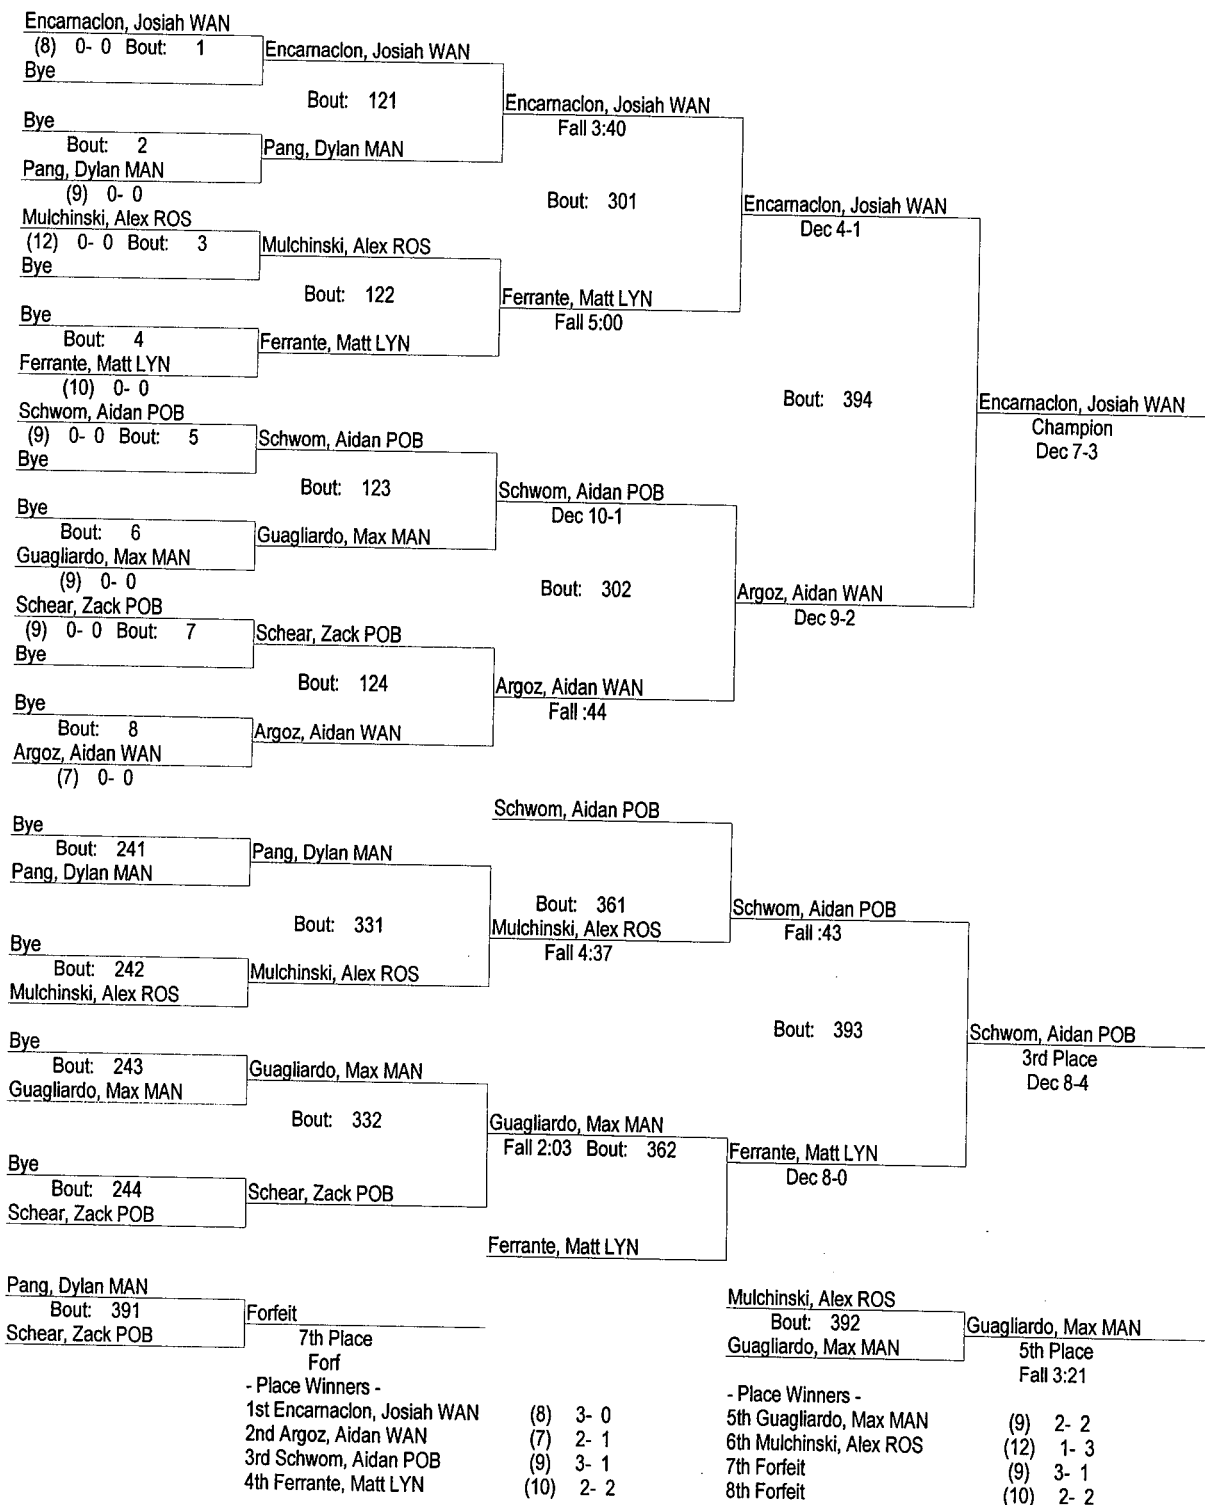 Encarnaclon, Josiah WAN
(8) 0- 0 Bout: 1
Bye
Encarnaclon, Josiah WAN
Bout: 121
Bye
Bout: 2
Pang, Dylan MAN
(9) 0- 0
Pang, Dylan MAN
Encarnaclon, Josiah WAN
Fall 3:40
Bout: 301
Mulchinski, Alex ROS
(12) 0- 0 Bout: 3
Bye
Mulchinski, Alex ROS
Bout: 122
Bye
Bout: 4
Ferrante, Matt LYN
(10) 0- 0
Ferrante, Matt LYN
Ferrante, Matt LYN
Fall 5:00
Encarnaclon, Josiah WAN
Dec 4-1
Bout: 394
Encarnaclon, Josiah WAN
Champion
Dec 7-3
Schwom, Aidan POB
(9) 0- 0 Bout: 5
Bye
Schwom, Aidan POB
Bout: 123
Bye
Bout: 6
Guagliardo, Max MAN
(9) 0- 0
Guagliardo, Max MAN
Schwom, Aidan POB
Dec 10-1
Bout: 302
Schear, Zack POB
(9) 0- 0 Bout: 7
Bye
Schear, Zack POB
Bout: 124
Bye
Bout: 8
Argoz, Aidan WAN
(7) 0- 0
Argoz, Aidan WAN
Argoz, Aidan WAN
Fall :44
Argoz, Aidan WAN
Dec 9-2
Bye
Bout: 241
Pang, Dylan MAN
Pang, Dylan MAN
Bout: 331
Bye
Bout: 242
Mulchinski, Alex ROS
Mulchinski, Alex ROS
Schwom, Aidan POB
Bout: 361
Mulchinski, Alex ROS
Fall 4:37
Schwom, Aidan POB
Fall :43
Bout: 393
Schwom, Aidan POB
3rd Place
Dec 8-4
Bye
Bout: 243
Guagliardo, Max MAN
Guagliardo, Max MAN
Bout: 332
Bye
Bout: 244
Schear, Zack POB
Schear, Zack POB
Guagliardo, Max MAN
Fall 2:03 Bout: 362
Ferrante, Matt LYN
Ferrante, Matt LYN
Dec 8-0
Pang, Dylan MAN
Bout: 391
Schear, Zack POB
Forfeit
7th Place
Forf
Mulchinski, Alex ROS
Bout: 392
Guagliardo, Max MAN
Guagliardo, Max MAN
5th Place
Fall 3:21
- Place Winners -
1st Encarnaclon, Josiah WAN (8) 3- 0
2nd Argoz, Aidan WAN (7) 2- 1
3rd Schwom, Aidan POB (9) 3- 1
4th Ferrante, Matt LYN (10) 2- 2
- Place Winners -
5th Guagliardo, Max MAN (9) 2- 2
6th Mulchinski, Alex ROS (12) 1- 3
7th Forfeit (9) 3- 1
8th Forfeit (10) 2- 2